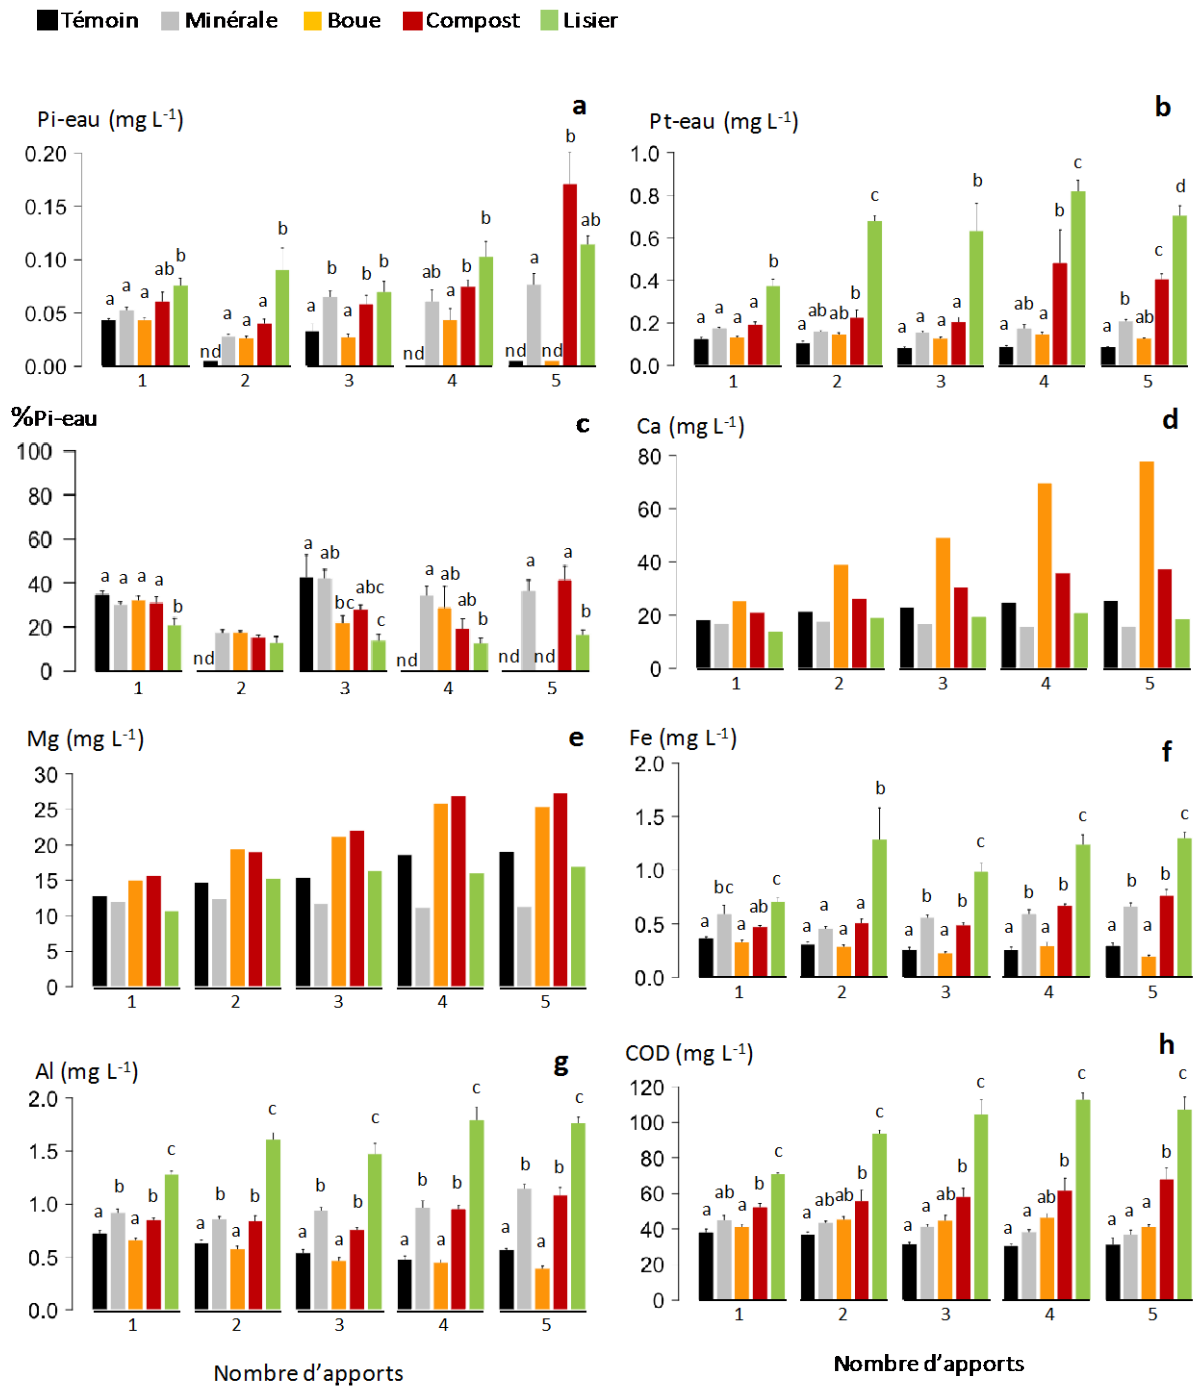 Témoin Minérale Boue Compost Lisier
Pi-eau (mg L-1) a
0.20
0.15
0.10
0.05
0.00
a a a ab b
nd a a a b
a b a b b
nd ab a b b
nd a nd b ab
1 2 3 4 5
Pt-eau (mg L-1) b
1.0
0.8
0.6
0.4
0.2
0.0
a a a a b
a ab ab b c
a a a a b
a ab a b c
a b ab c d
1 2 3 4 5
%Pi-eau c
100
80
60
40
20
0
a a a a b
nd
a ab bc abc c
nd a ab ab b
nd a nd a b
1 2 3 4 5
Ca (mg L-1) d
80
60
40
20
0
1 2 3 4 5
Mg (mg L-1) e
30
25
20
15
10
5
0
1 2 3 4 5
Fe (mg L-1) f
2.0
1.5
1.0
0.5
0.0
a bc a ab c
a a a a b
a b a b c
a b a b c
a b a b c
1 2 3 4 5
Al (mg L-1) g
2.0
1.5
1.0
0.5
0.0
a b a b c
a b a b c
a b a b c
a b a b c
a b a b c
1 2 3 4 5
Nombre d’apports
COD (mg L-1) h
120
100
80
60
40
20
0
a ab a b c
a ab ab b c
a a ab b c
a a ab b c
a a a b c
1 2 3 4 5
Nombre d’apports